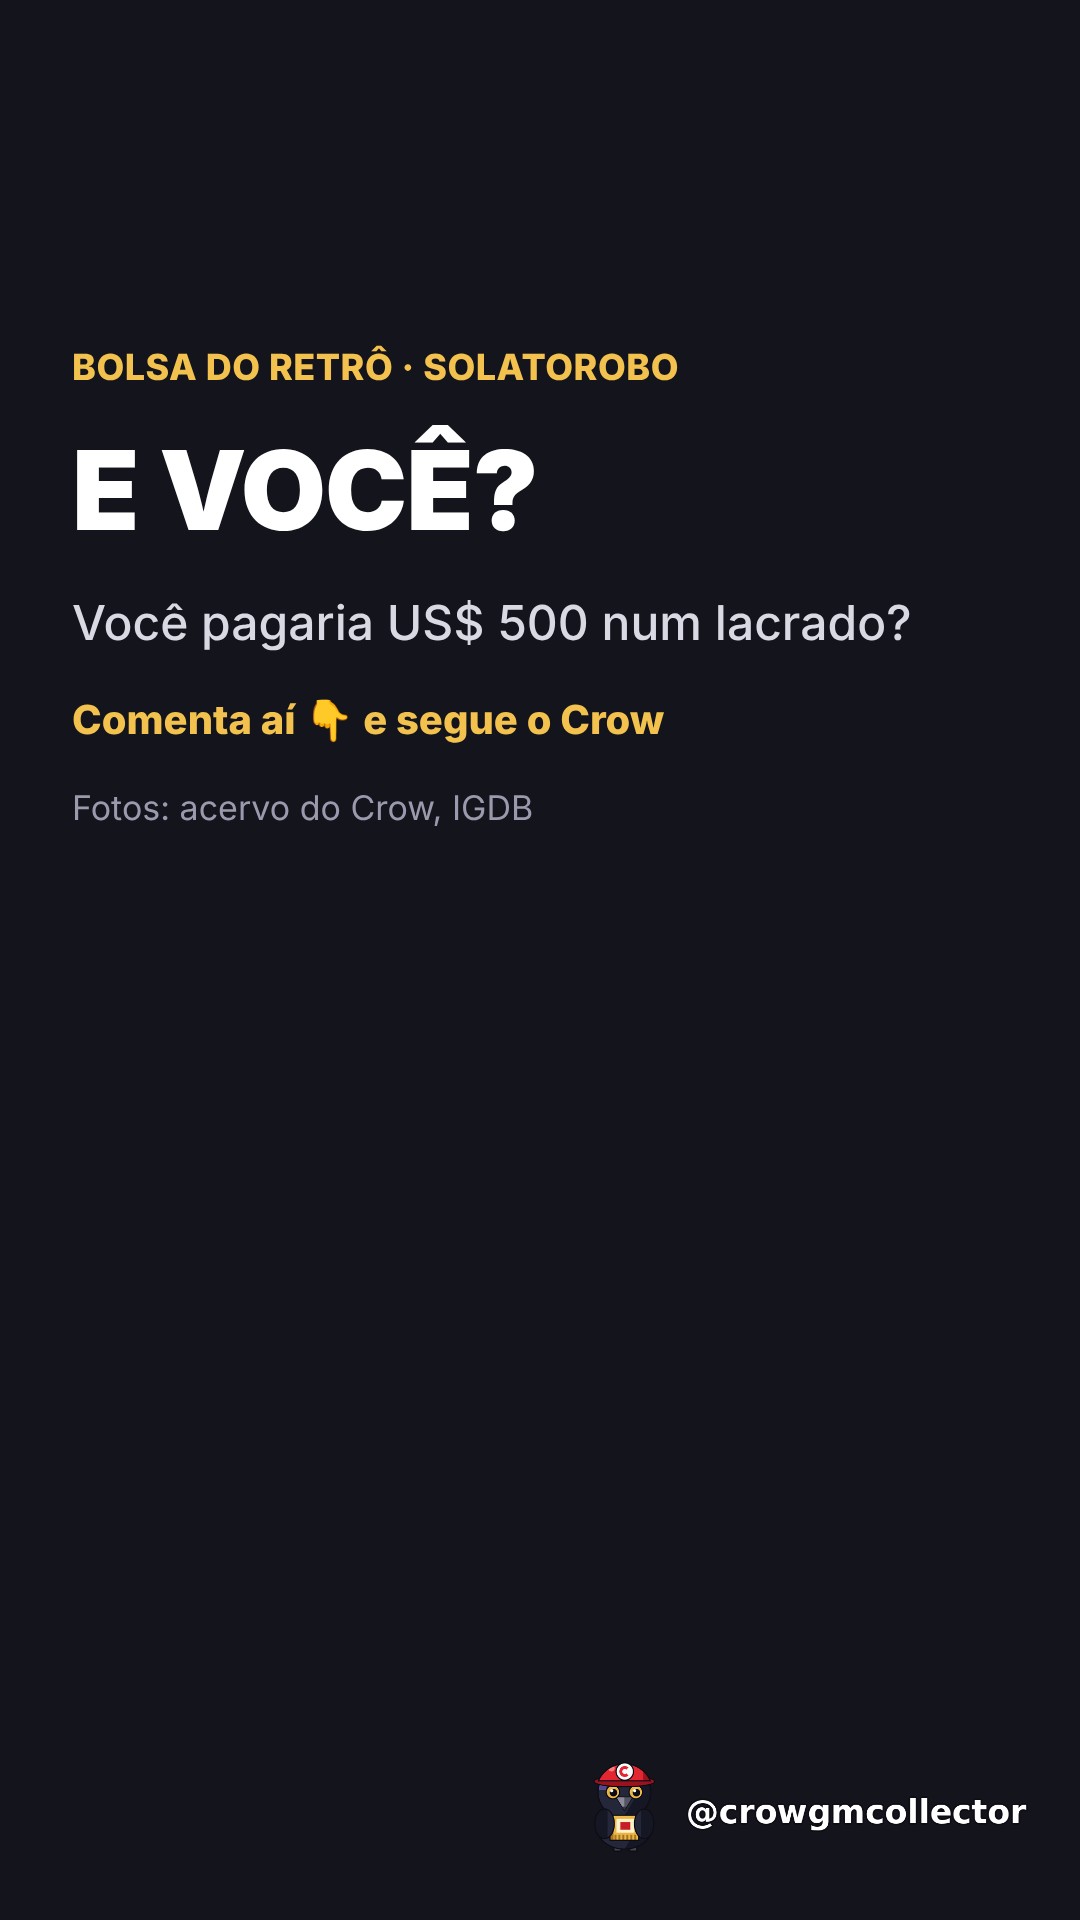 BOLSA DO RETRÔ · SOLATOROBO
E VOCÊ?
Você pagaria US$ 500 num lacrado?
Comenta aí 👇 e segue o Crow
Fotos: acervo do Crow, IGDB
C
@crowgmcollector